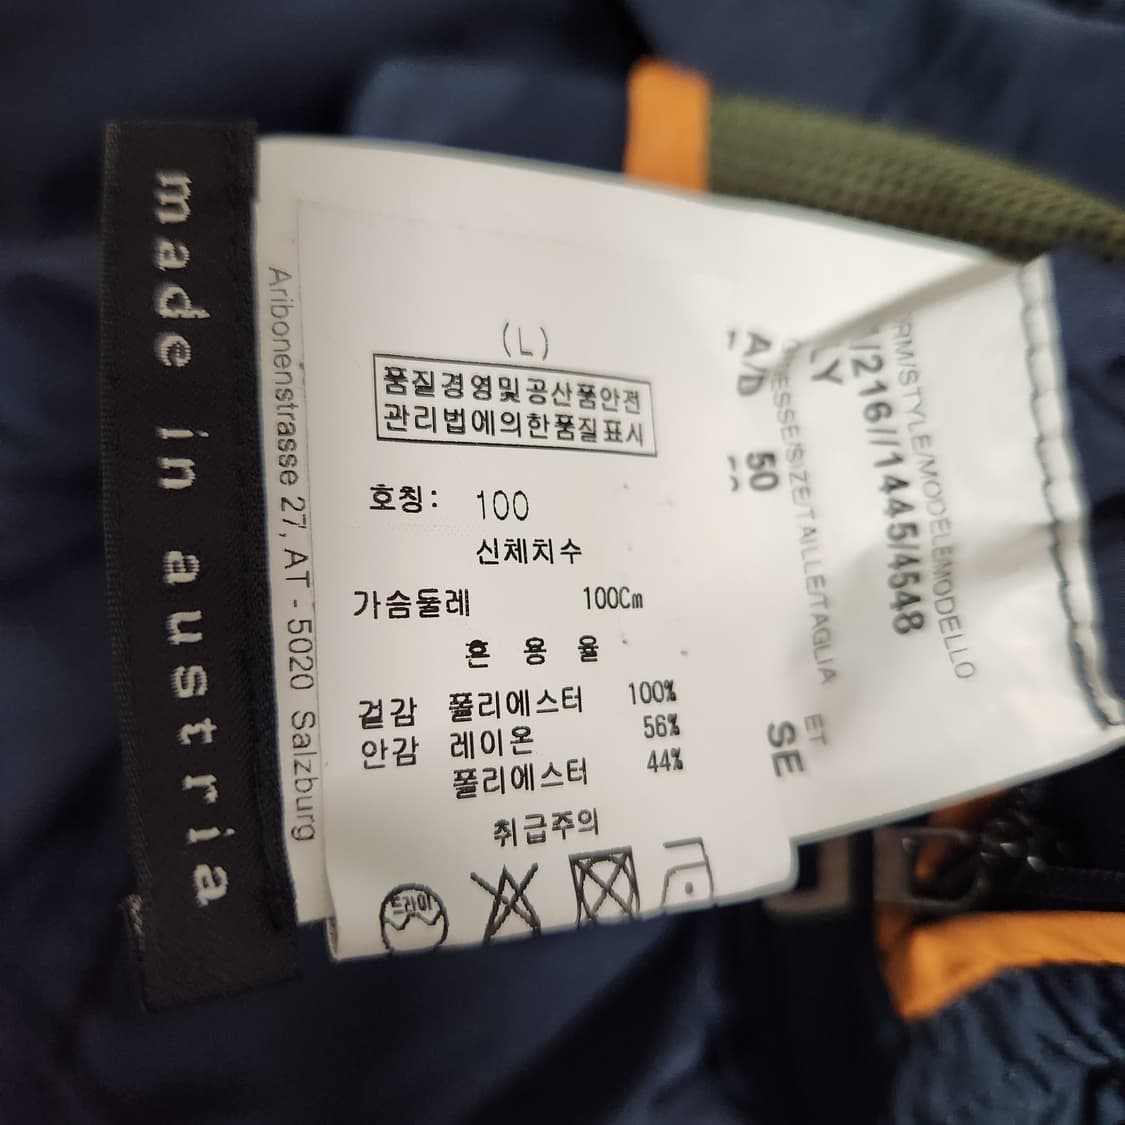 made in austria
Aribonenstrasse 27, AT - 5020 Salzburg
(L)
품질경영및공산품안전
관리법에의한품질표시
호칭: 100
신체치수
가슴둘레 100Cm
혼 용 율
겉감 폴리에스터 100%
안감 레이온 56%
폴리에스터 44%
취급주의
드라이
RM/STYLE/MODELEMODELLO
/216//1445/4548
LY
ESSE/SIZE/TAILLE/TAGLIA ET
50 SE